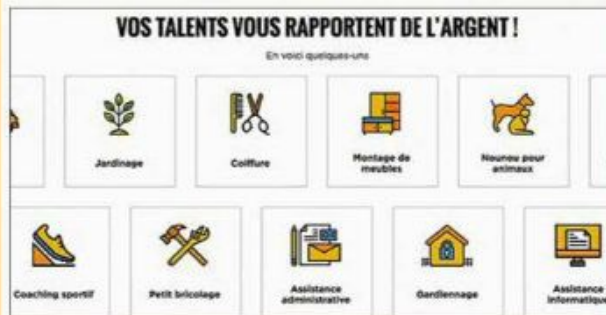 VOS TALENTS VOUS RAPPORTENT DE L'ARGENT !
En voici quelques-uns
Jardinage
Coiffure
Montage de
meubles
Nounou pour
animaux
Coaching sportif
Petit bricolage
Assistance
administrative
Gardiennage
Assistance
informatique